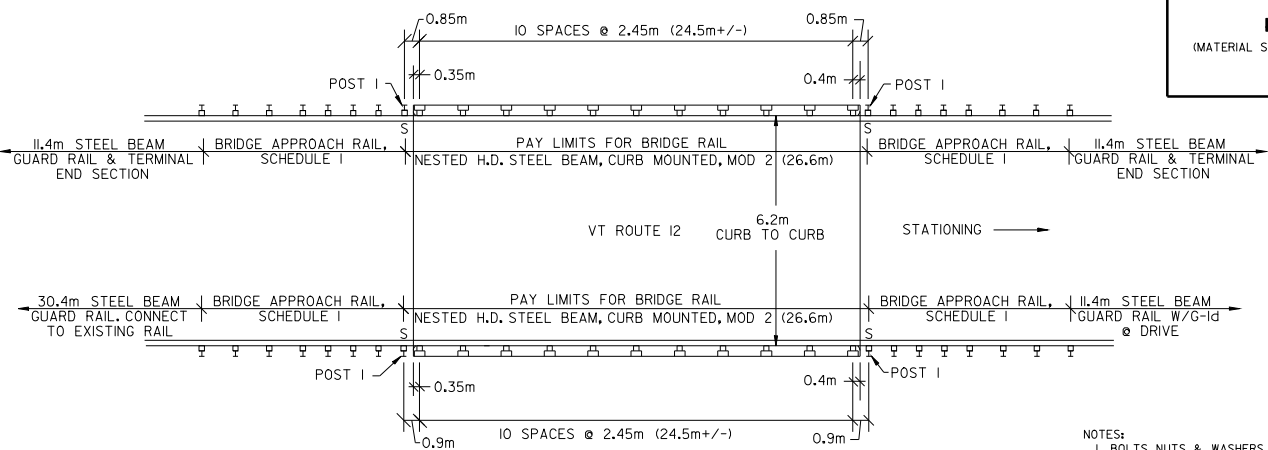 0.85m
10 SPACES @ 2.45m (24.5m+/-)
0.85m
(MATERIAL S
POST 1
0.35m
0.4m
POST 1
S
S
11.4m STEEL BEAM
GUARD RAIL & TERMINAL
END SECTION
BRIDGE APPROACH RAIL,
SCHEDULE 1
PAY LIMITS FOR BRIDGE RAIL
NESTED H.D. STEEL BEAM, CURB MOUNTED, MOD 2 (26.6m)
BRIDGE APPROACH RAIL,
SCHEDULE 1
11.4m STEEL BEAM
GUARD RAIL & TERMINAL
END SECTION
VT ROUTE 12
6.2m
CURB TO CURB
STATIONING
30.4m STEEL BEAM
GUARD RAIL. CONNECT
TO EXISTING RAIL
BRIDGE APPROACH RAIL,
SCHEDULE 1
PAY LIMITS FOR BRIDGE RAIL
NESTED H.D. STEEL BEAM, CURB MOUNTED, MOD 2 (26.6m)
BRIDGE APPROACH RAIL,
SCHEDULE 1
11.4m STEEL BEAM
GUARD RAIL W/G-1d
@ DRIVE
S
S
POST 1
0.35m
0.4m
POST 1
0.9m
10 SPACES @ 2.45m (24.5m+/-)
0.9m
NOTES:
1. BOLTS NUTS & WASHERS